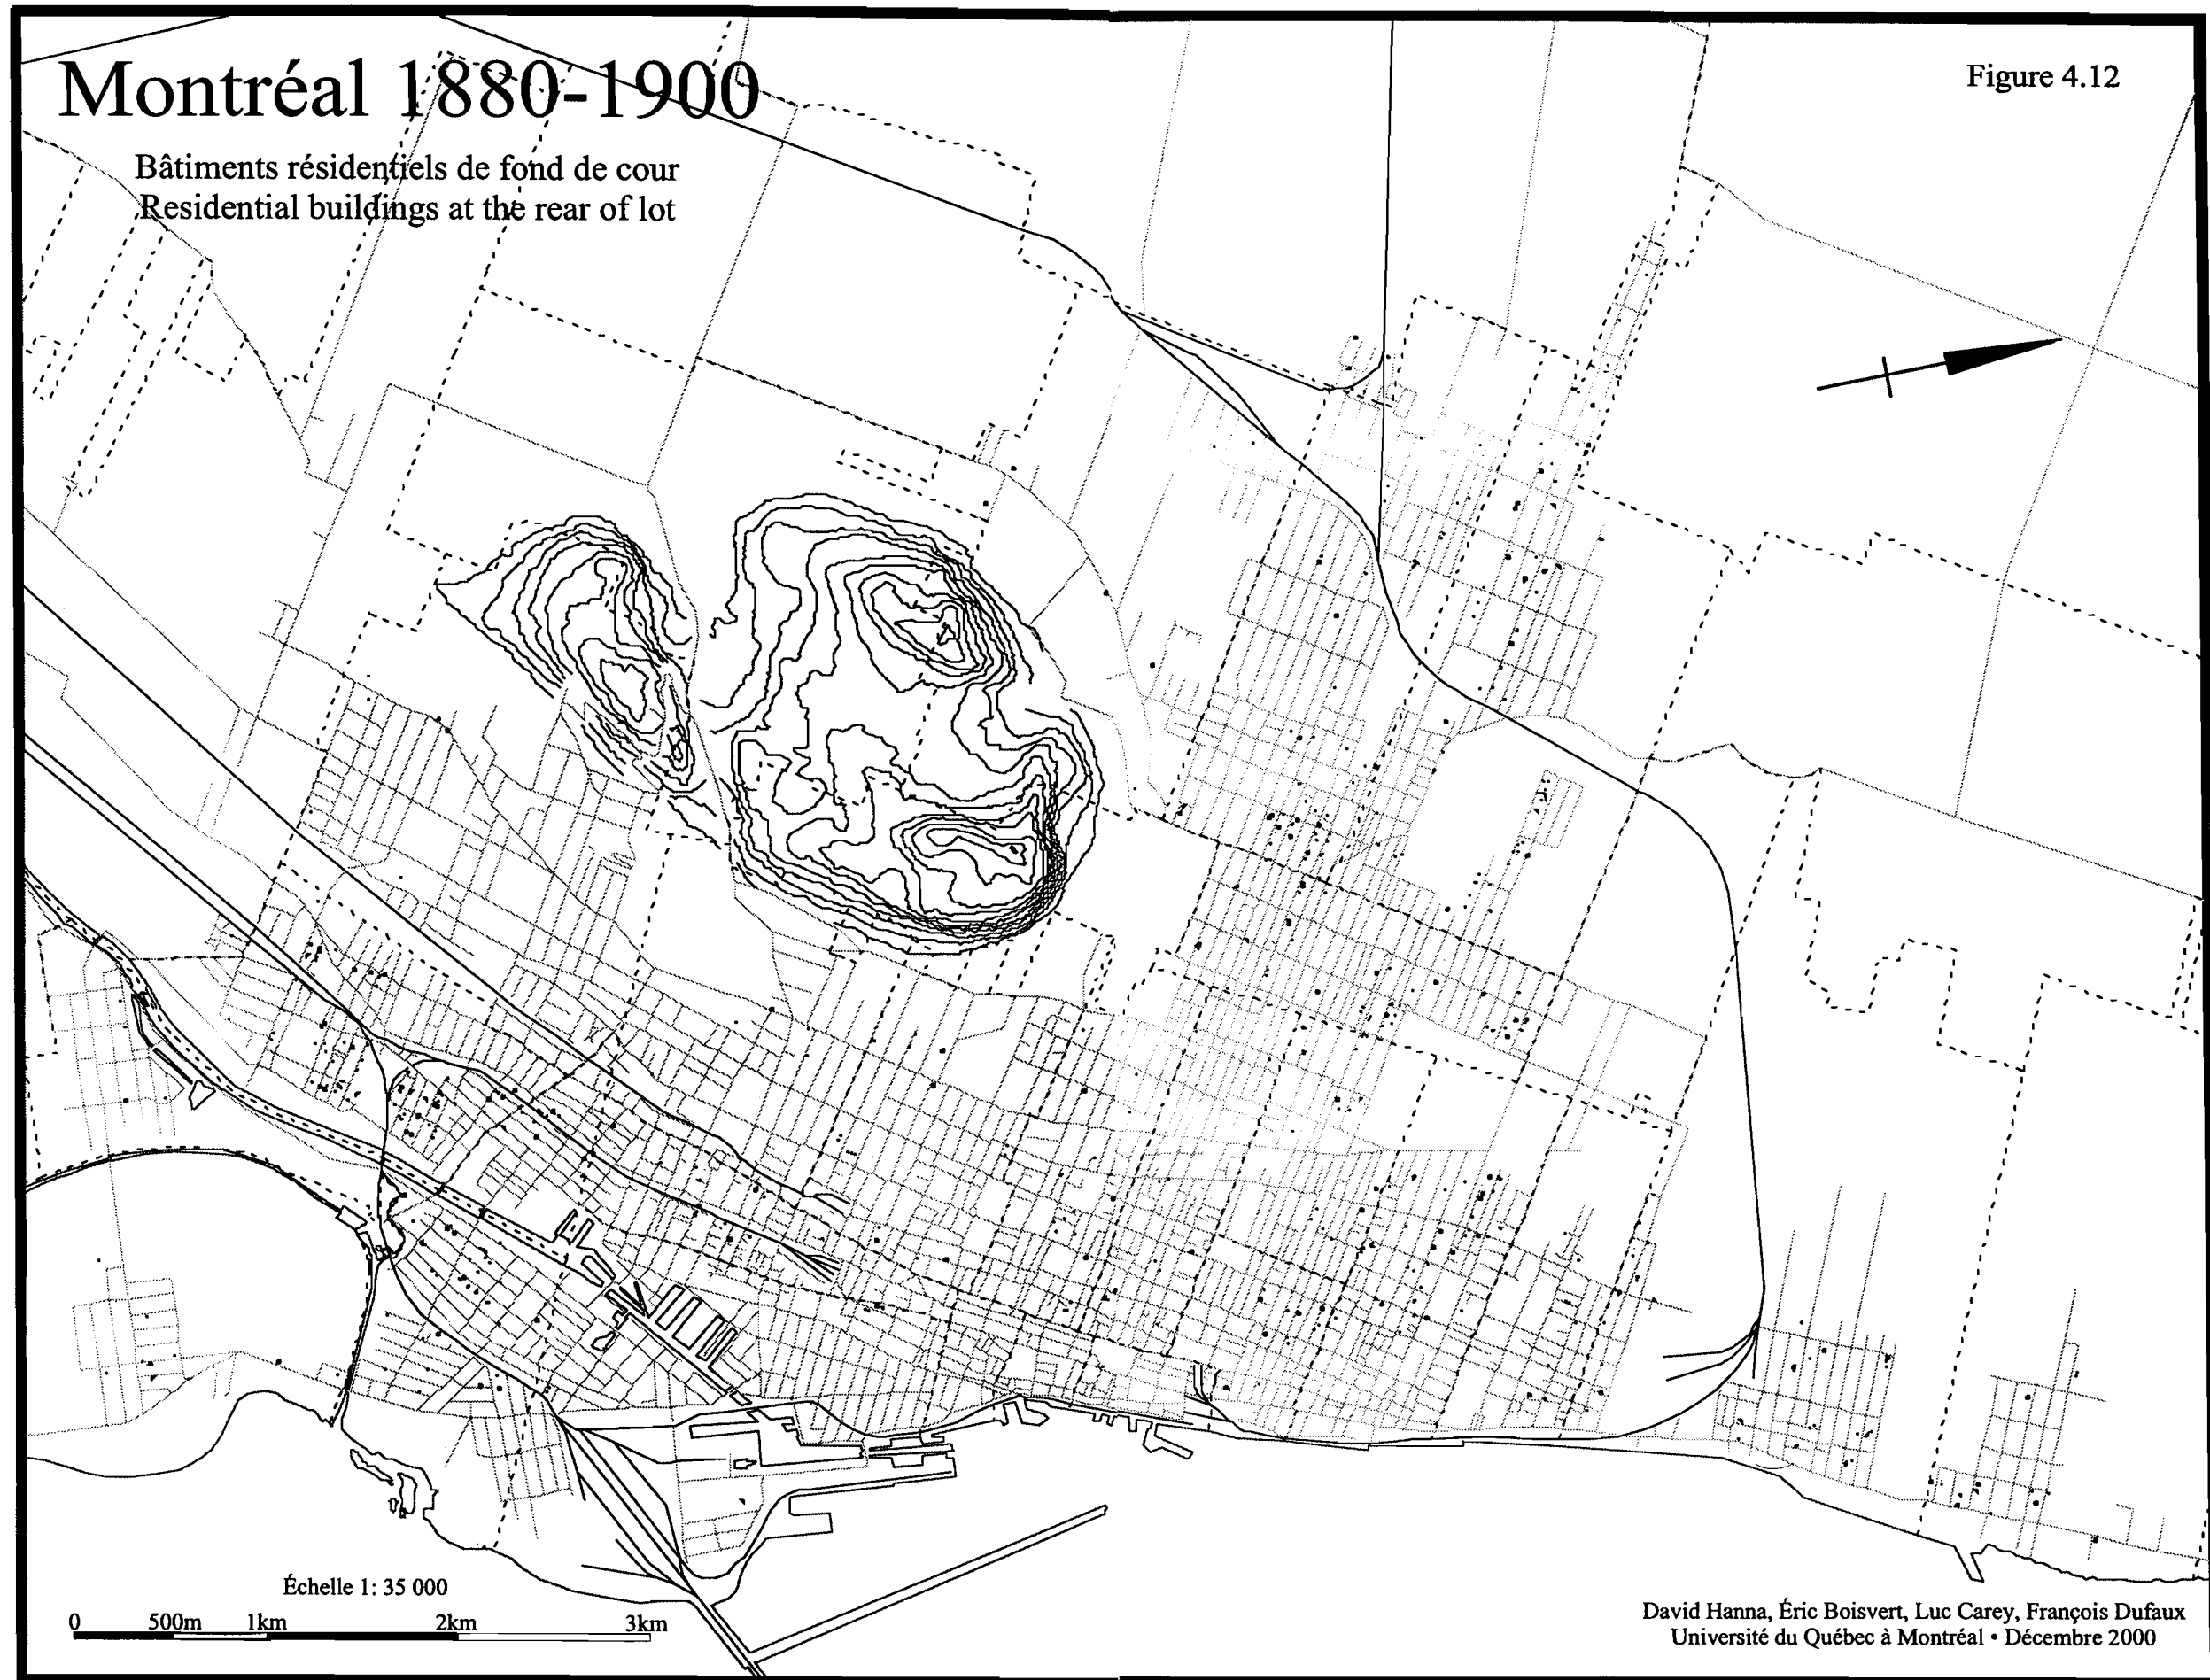 Montréal 1880-1900
Figure 4.12
Bâtiments résidentiels de fond de cour
Residential buildings at the rear of lot
Échelle 1: 35 000
0 500m 1km 2km 3km
David Hanna, Éric Boisvert, Luc Carey, François Dufaux
Université du Québec à Montréal • Décembre 2000